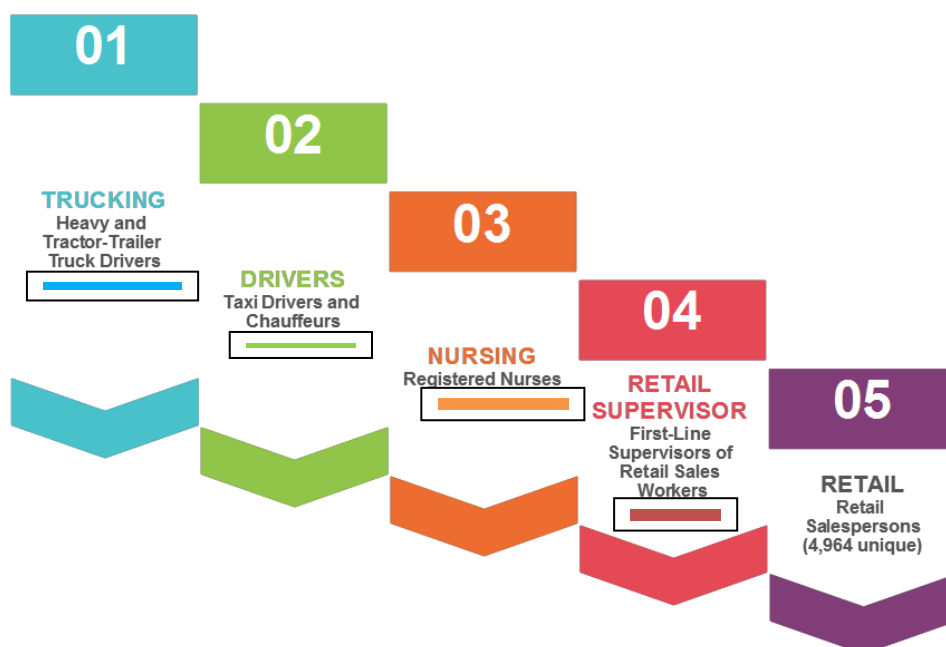 01
TRUCKING
Heavy and
Tractor-Trailer
Truck Drivers
02
DRIVERS
Taxi Drivers and
Chauffeurs
03
NURSING
Registered Nurses
04
RETAIL
SUPERVISOR
First-Line
Supervisors of
Retail Sales
Workers
05
RETAIL
Retail
Salespersons
(4,964 unique)